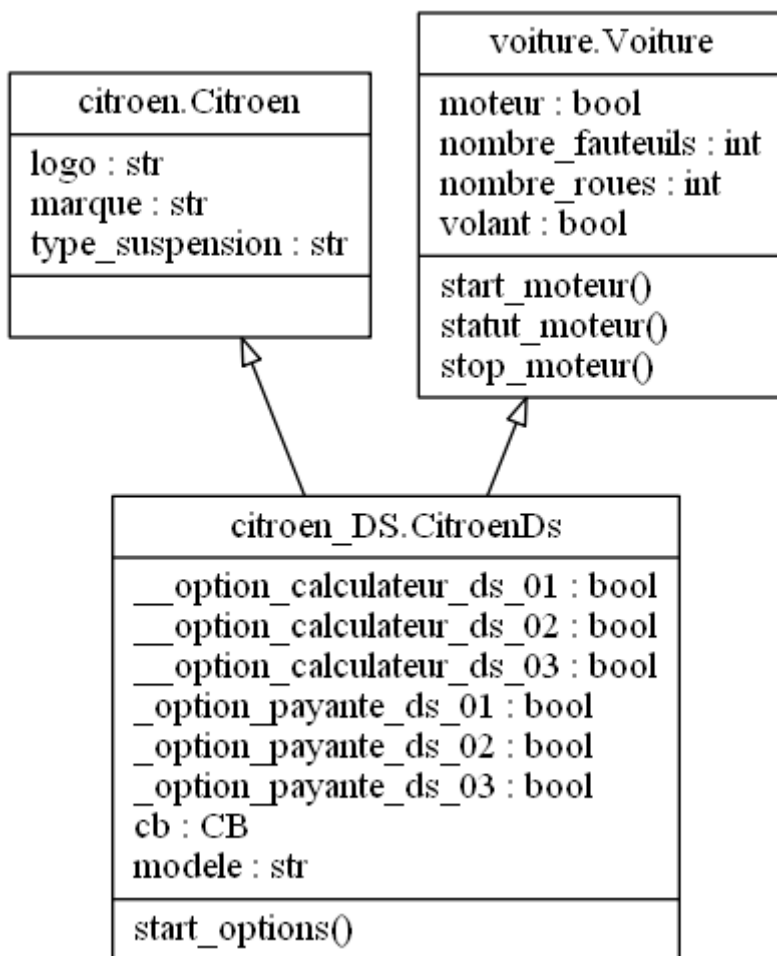 citroen.Citroen
logo : str
marque : str
type_suspension : str
voiture.Voiture
moteur : bool
nombre_fauteuils : int
nombre_roues : int
volant : bool
start_moteur()
statut_moteur()
stop_moteur()
citroen_DS.CitroenDs
__option_calculateur_ds_01 : bool
__option_calculateur_ds_02 : bool
__option_calculateur_ds_03 : bool
_option_payante_ds_01 : bool
_option_payante_ds_02 : bool
_option_payante_ds_03 : bool
cb : CB
modele : str
start_options()